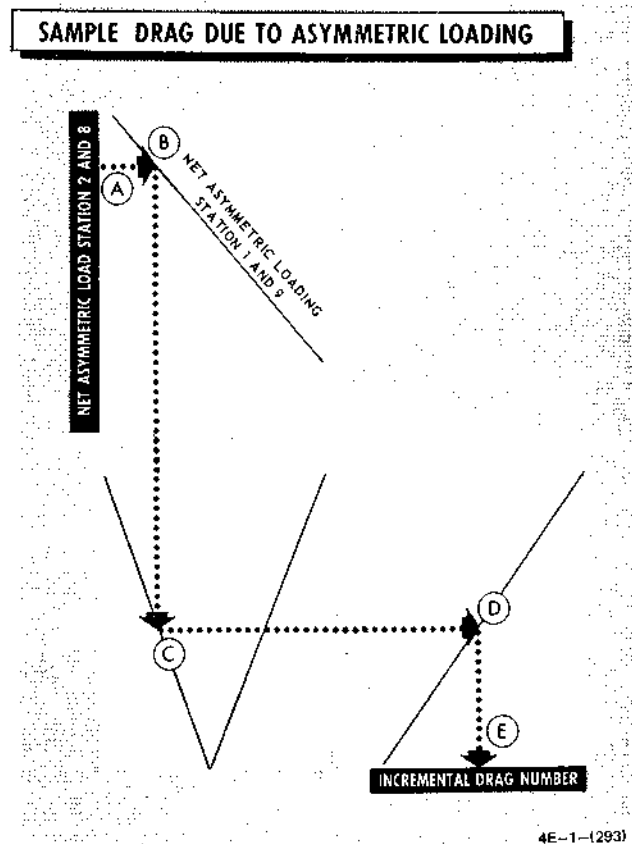 SAMPLE DRAG DUE TO ASYMMETRIC LOADING
NET ASYMMETRIC LOAD STATION 2 AND 8
A
B
NET ASYMMETRIC LOADING
STATION 1 AND 9
C
D
E
INCREMENTAL DRAG NUMBER
4E-1-(293)